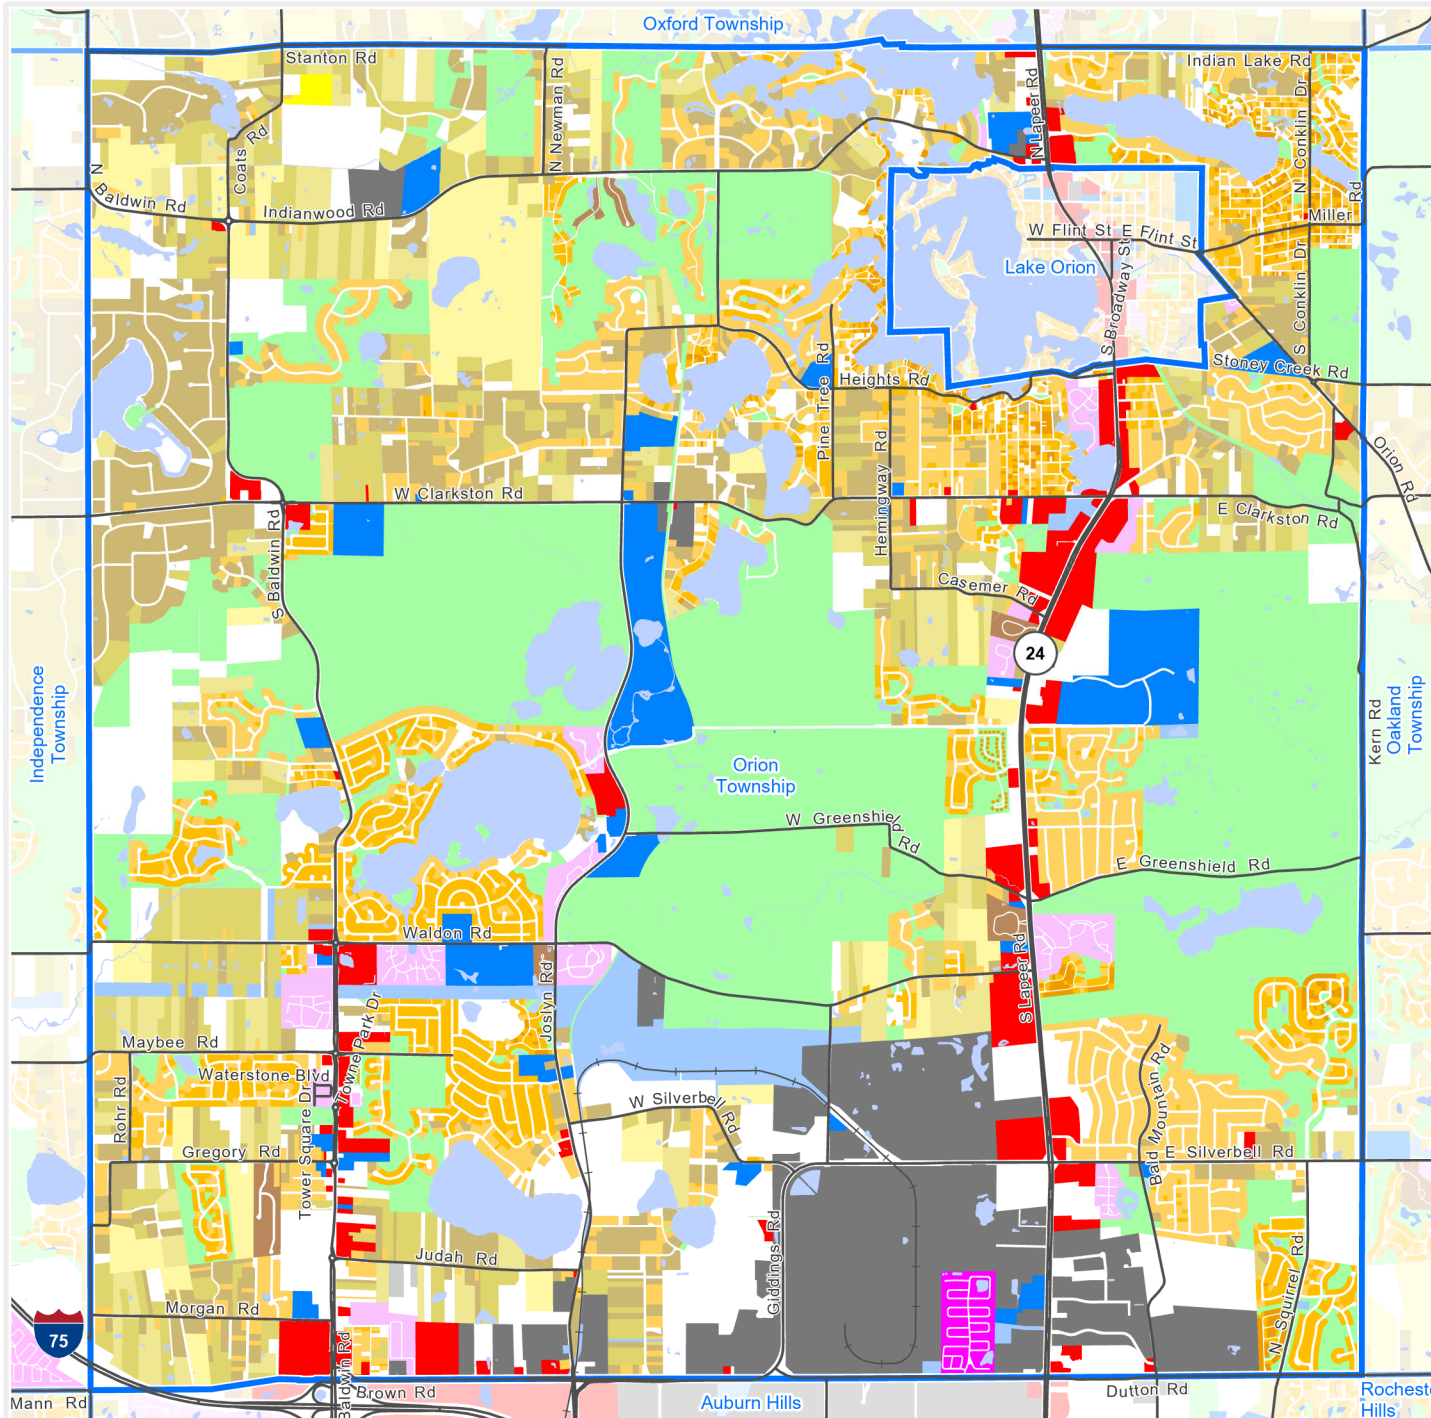 Oxford Township
Stanton Rd
Indian Lake Rd
N Newman Rd
N Lapeer Rd
N Conklin Dr
Coats Rd
N
Baldwin Rd
Indianwood Rd
Miller Rd
W Flint St
E Flint St
Lake Orion
S Broadway St
S Conklin Dr
Stoney Creek Rd
Heights Rd
Pine Tree Rd
Hemingway Rd
Orion Rd
W Clarkston Rd
E Clarkston Rd
S Baldwin Rd
Casemer Rd
24
Independence
Township
Kern Rd
Oakland
Township
Orion
Township
W Greenshield Rd
E Greenshield Rd
Waldon Rd
Joslyn Rd
S Lapeer Rd
Towne Park Dr
Maybee Rd
Waterstone Blvd
Rohr Rd
Tower Square Dr
W Silverbell Rd
Bald Mountain Rd
Gregory Rd
E Silverbell Rd
Judah Rd
Giddings Rd
Morgan Rd
N Squirrel Rd
75
Baldwin Rd
Brown Rd
Mann Rd
Auburn Hills
Dutton Rd
Rochest
Hills